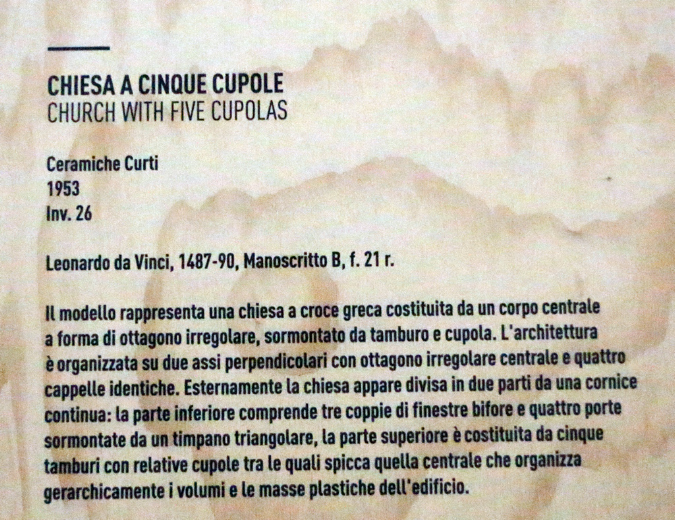 CHIESA A CINQUE CUPOLE
CHURCH WITH FIVE CUPOLAS
Ceramiche Curti
1953
Inv. 26
Leonardo da Vinci, 1487-90, Manoscritto B, f. 21 r.
Il modello rappresenta una chiesa a croce greca costituita da un corpo centrale
a forma di ottagono irregolare, sormontato da tamburo e cupola. L'architettura
è organizzata su due assi perpendicolari con ottagono irregolare centrale e quattro
cappelle identiche. Esternamente la chiesa appare divisa in due parti da una cornice
continua: la parte inferiore comprende tre coppie di finestre bifore e quattro porte
sormontate da un timpano triangolare, la parte superiore è costituita da cinque
tamburi con relative cupole tra le quali spicca quella centrale che organizza
gerarchicamente i volumi e le masse plastiche dell'edificio.